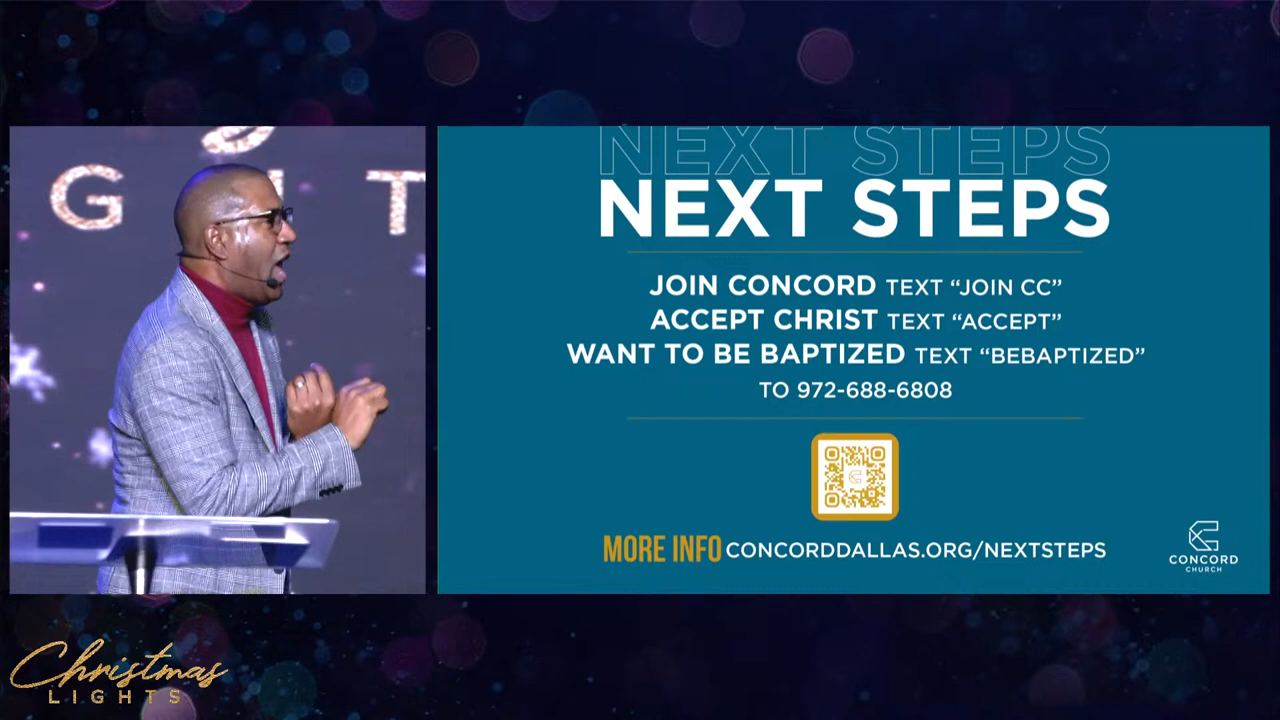 G H T
NEXT STEPS
NEXT STEPS
JOIN CONCORD TEXT “JOIN CC”
ACCEPT CHRIST TEXT “ACCEPT”
WANT TO BE BAPTIZED TEXT “BEBAPTIZED”
TO 972-688-6808
MORE INFO CONCORDDALLAS.ORG/NEXTSTEPS
CONCORD
CHURCH
Christmas
LIGHTS